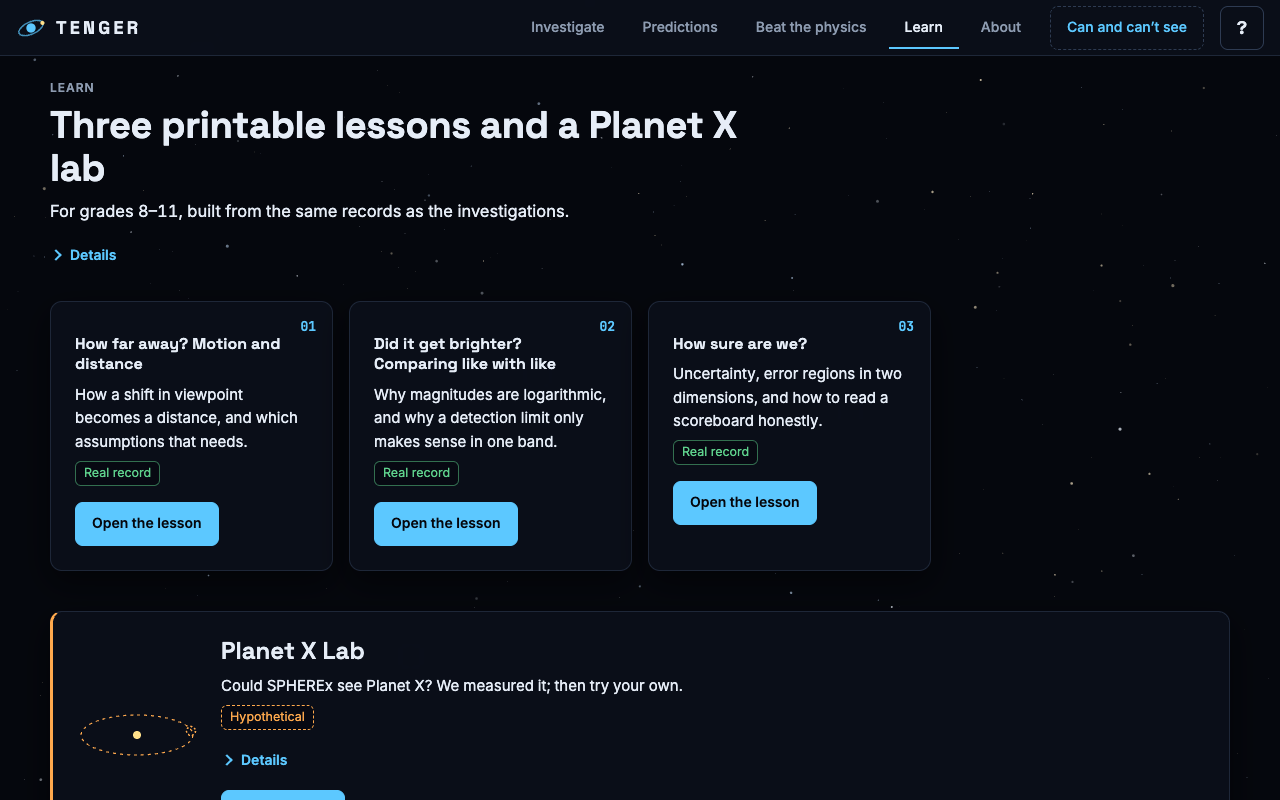 TENGER
Investigate
Predictions
Beat the physics
Learn
About
Can and can't see
?
LEARN
Three printable lessons and a Planet X
lab
For grades 8–11, built from the same records as the investigations.
Details
01
How far away? Motion and
distance
How a shift in viewpoint
becomes a distance, and which
assumptions that needs.
Real record
Open the lesson
02
Did it get brighter?
Comparing like with like
Why magnitudes are logarithmic,
and why a detection limit only
makes sense in one band.
Real record
Open the lesson
03
How sure are we?
Uncertainty, error regions in two
dimensions, and how to read a
scoreboard honestly.
Real record
Open the lesson
Planet X Lab
Could SPHEREx see Planet X? We measured it; then try your own.
Hypothetical
Details